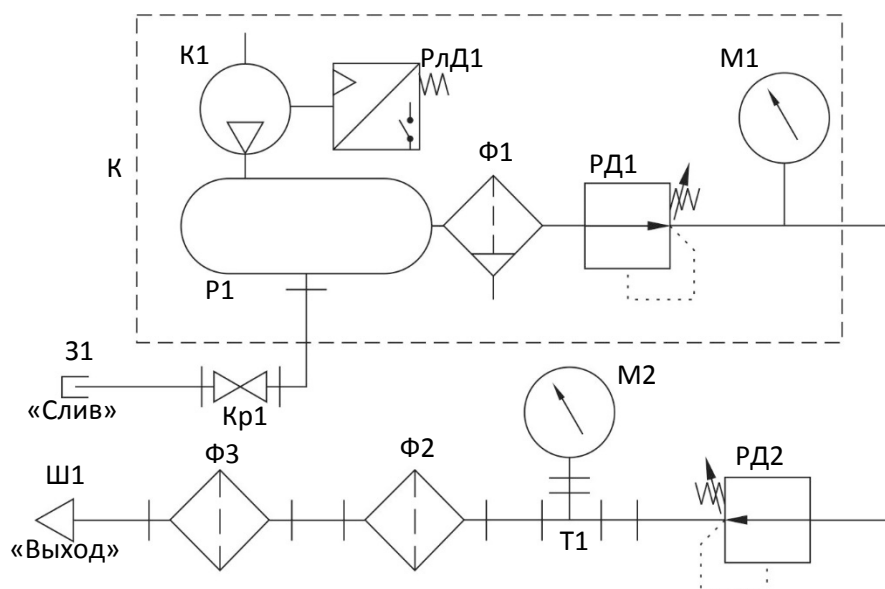 К1
РлД1
М1
К
Ф1
РД1
Р1
З1
«Слив»
Кр1
М2
Ш1
Ф3
Ф2
РД2
«Выход»
Т1